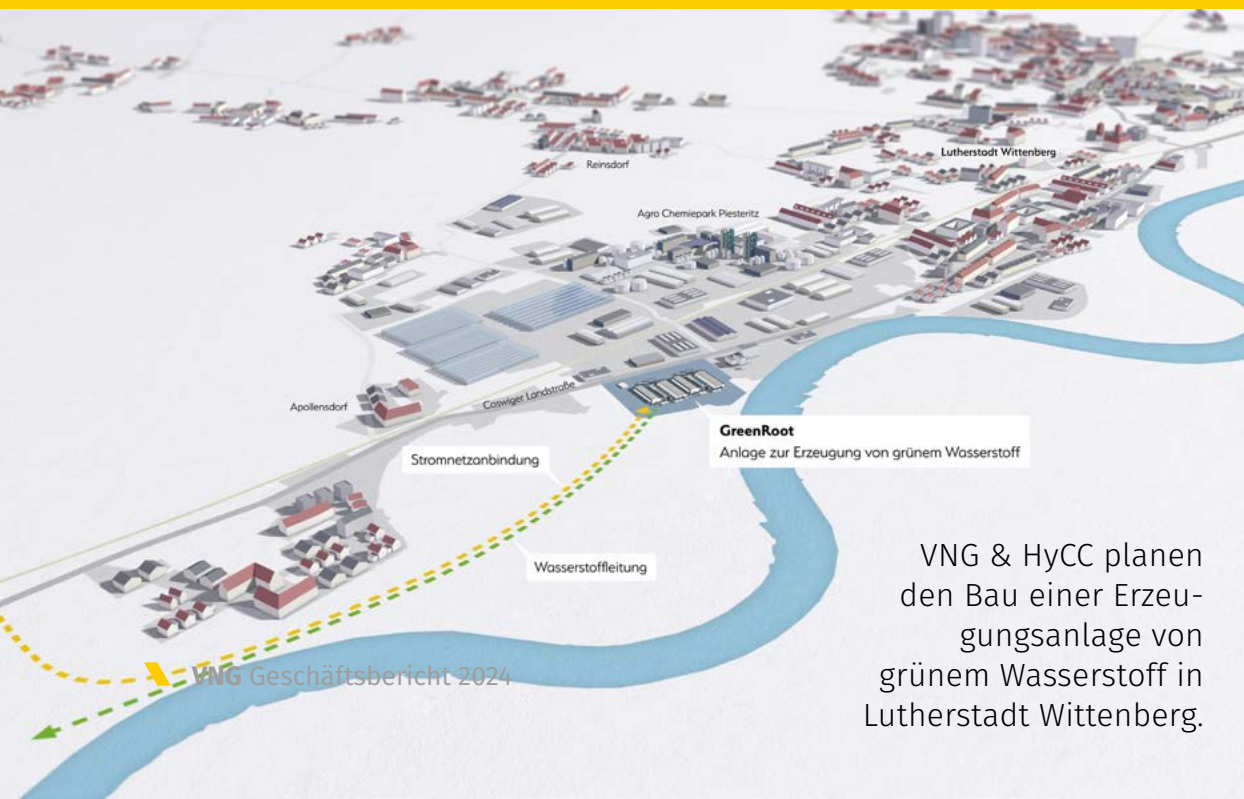 Reinsdorf
Lutherstadt Wittenberg
Agro Chemiepark Piesteritz
Apollensdorf
Coswiger Landstraße
GreenRoot
Anlage zur Erzeugung von grünem Wasserstoff
Stromnetzanbindung
Wasserstoffleitung
VNG & HyCC planen
den Bau einer Erzeu-
gungsanlage von
grünem Wasserstoff in
Lutherstadt Wittenberg.
VNG Geschäftsbericht 2024